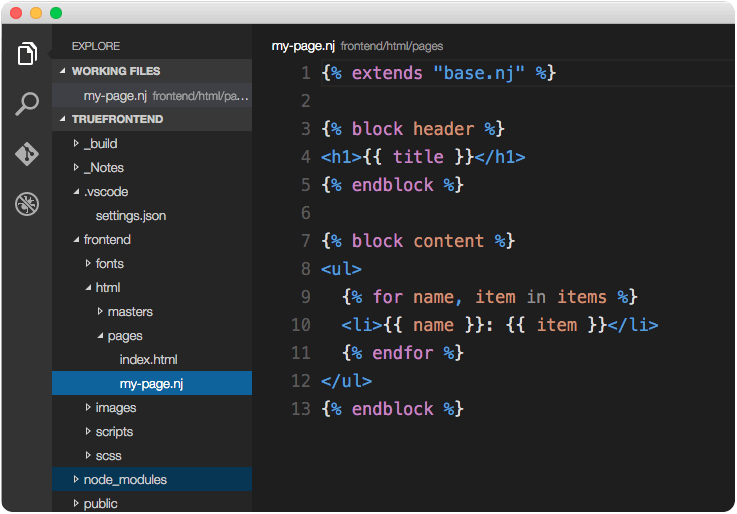 EXPLORE
WORKING FILES
my-page.nj frontend/html/pa...
TRUEFRONTEND
_build
_Notes
.vscode
settings.json
frontend
fonts
html
masters
pages
index.html
my-page.nj
images
scripts
scss
node_modules
public
my-page.nj frontend/html/pages
1 {% extends "base.nj" %}
2
3 {% block header %}
4 <h1>{{ title }}</h1>
5 {% endblock %}
6
7 {% block content %}
8 <ul>
9   {% for name, item in items %}
10   <li>{{ name }}: {{ item }}</li>
11   {% endfor %}
12 </ul>
13 {% endblock %}